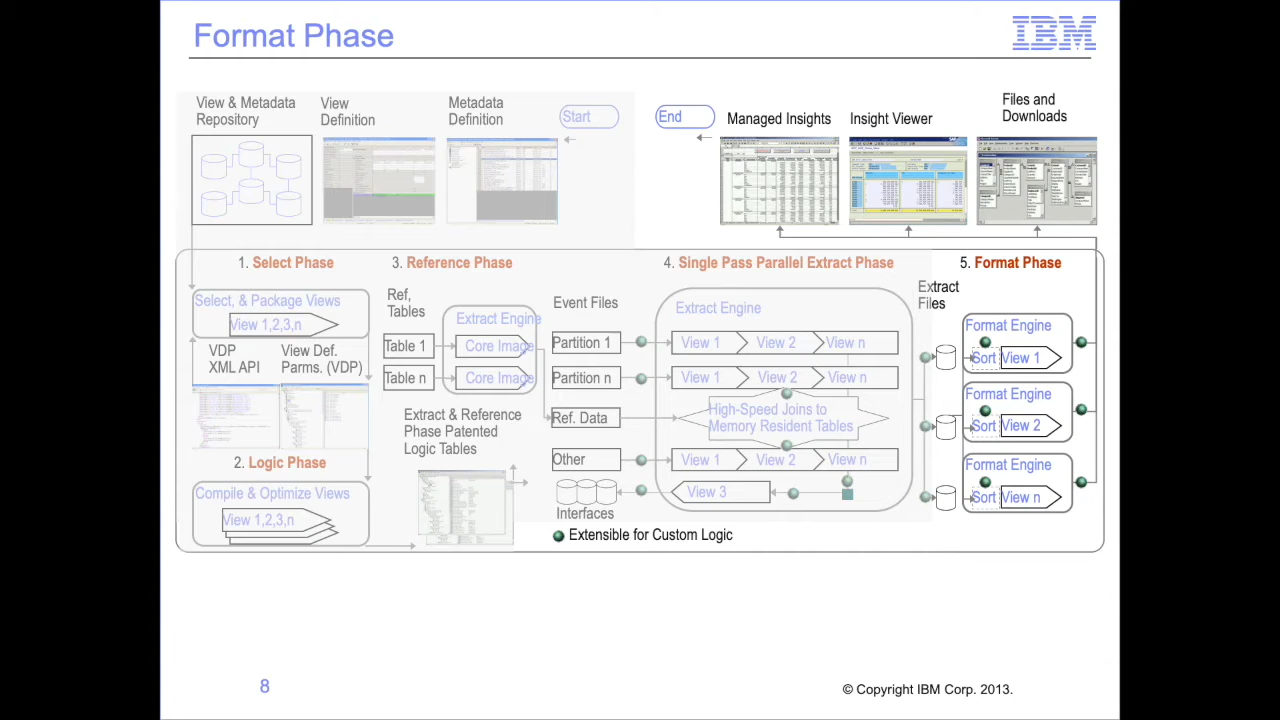 Format Phase
IBM
View & Metadata
Repository
View
Definition
Metadata
Definition
Start
End
Managed Insights
Insight Viewer
Files and
Downloads
1. Select Phase
3. Reference Phase
4. Single Pass Parallel Extract Phase
5. Format Phase
Select, & Package Views
View 1,2,3,n
VDP
XML API
View Def.
Parms. (VDP)
2. Logic Phase
Compile & Optimize Views
View 1,2,3,n
Ref,
Tables
Extract Engine
Table 1
Core Image
Table n
Core Image
Extract & Reference
Phase Patented
Logic Tables
Event Files
Partition 1
Partition n
Ref. Data
Other
Interfaces
Extract Engine
View 1
View 2
View n
View 1
View 2
View n
High-Speed Joins to
Memory Resident Tables
View 1
View 2
View n
View 3
Extensible for Custom Logic
Extract
Files
Format Engine
Sort
View 1
Format Engine
Sort
View 2
Format Engine
Sort
View n
8
© Copyright IBM Corp. 2013.